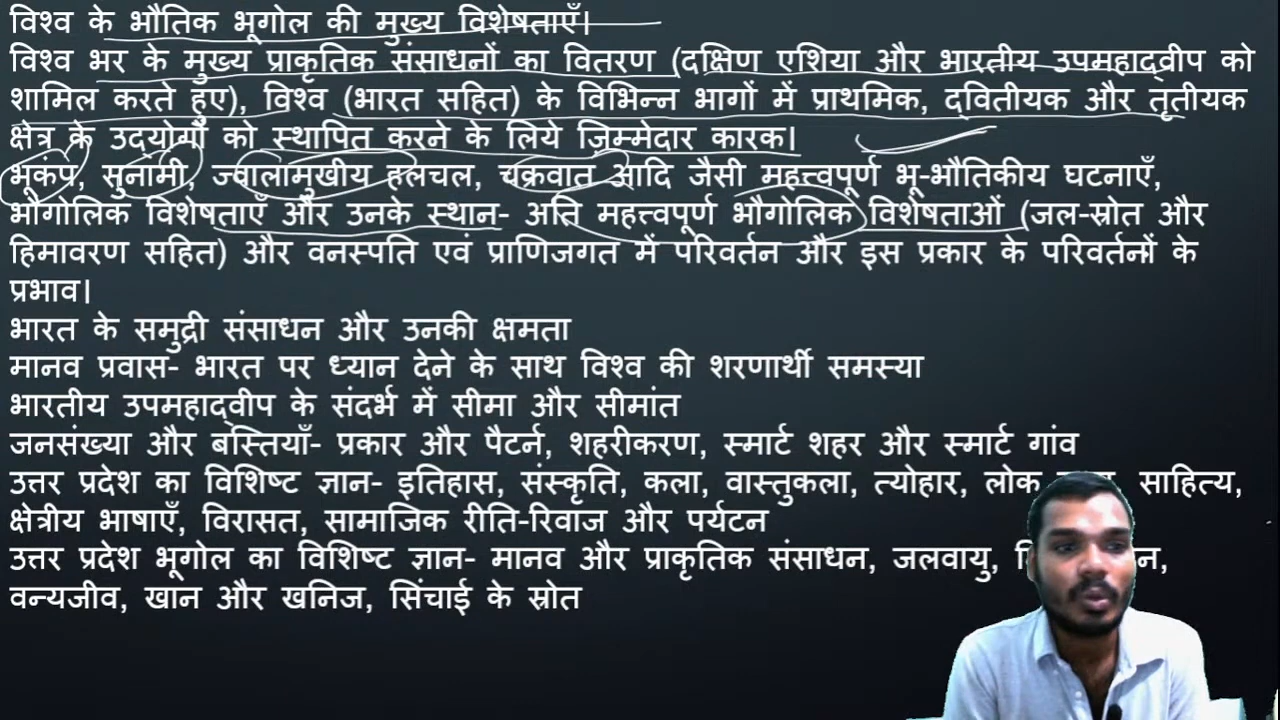 विश्व के भौतिक भूगोल की मुख्य विशेषताएँ।
विश्व भर के मुख्य प्राकृतिक संसाधनों का वितरण (दक्षिण एशिया और भारतीय उपमहाद्वीप को
शामिल करते हुए), विश्व (भारत सहित) के विभिन्न भागों में प्राथमिक, द्वितीयक और तृतीयक
क्षेत्र के उद्योगों को स्थापित करने के लिये जिम्मेदार कारक।
भूकंप, सुनामी, ज्वालामुखीय हलचल, चक्रवात आदि जैसी महत्त्वपूर्ण भू-भौतिकीय घटनाएँ,
भौगोलिक विशेषताएँ और उनके स्थान- अति महत्त्वपूर्ण भौगोलिक विशेषताओं (जल-स्रोत और
हिमावरण सहित) और वनस्पति एवं प्राणिजगत में परिवर्तन और इस प्रकार के परिवर्तनों के
प्रभाव।
भारत के समुद्री संसाधन और उनकी क्षमता
मानव प्रवास- भारत पर ध्यान देने के साथ विश्व की शरणार्थी समस्या
भारतीय उपमहाद्वीप के संदर्भ में सीमा और सीमांत
जनसंख्या और बस्तियाँ- प्रकार और पैटर्न, शहरीकरण, स्मार्ट शहर और स्मार्ट गांव
उत्तर प्रदेश का विशिष्ट ज्ञान- इतिहास, संस्कृति, कला, वास्तुकला, त्योहार, लोक साहित्य,
क्षेत्रीय भाषाएँ, विरासत, सामाजिक रीति-रिवाज और पर्यटन
उत्तर प्रदेश भूगोल का विशिष्ट ज्ञान- मानव और प्राकृतिक संसाधन, जलवायु,
वन्यजीव, खान और खनिज, सिंचाई के स्रोत